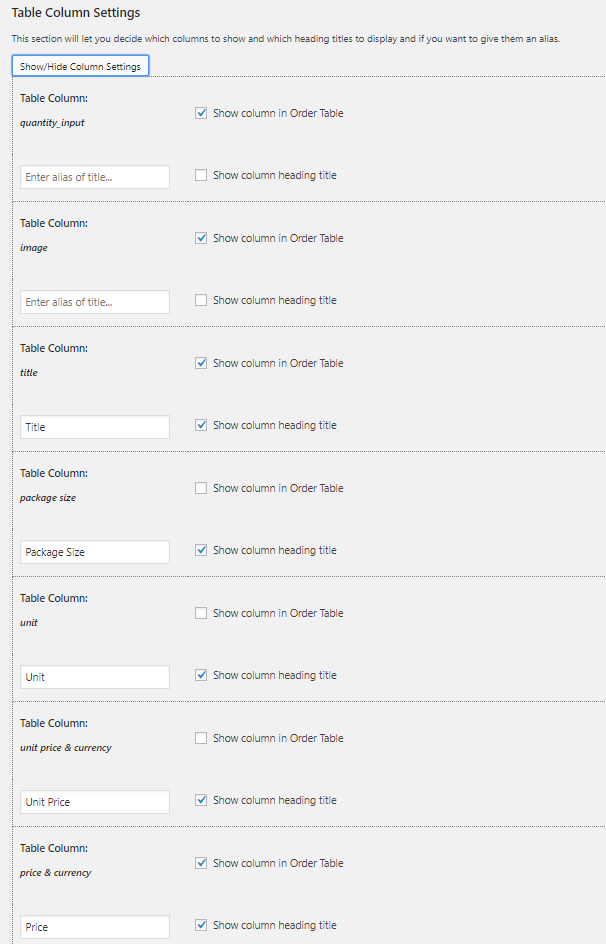 Table Column Settings
This section will let you decide which columns to show and which heading titles to display and if you want to give them an alias.
Show/Hide Column Settings
Table Column:
Show column in Order Table
quantity_input
Enter alias of title...
Show column heading title
Table Column:
Show column in Order Table
image
Enter alias of title...
Show column heading title
Table Column:
Show column in Order Table
title
Title
Show column heading title
Table Column:
Show column in Order Table
package size
Package Size
Show column heading title
Table Column:
Show column in Order Table
unit
Unit
Show column heading title
Table Column:
Show column in Order Table
unit price & currency
Unit Price
Show column heading title
Table Column:
Show column in Order Table
price & currency
Price
Show column heading title